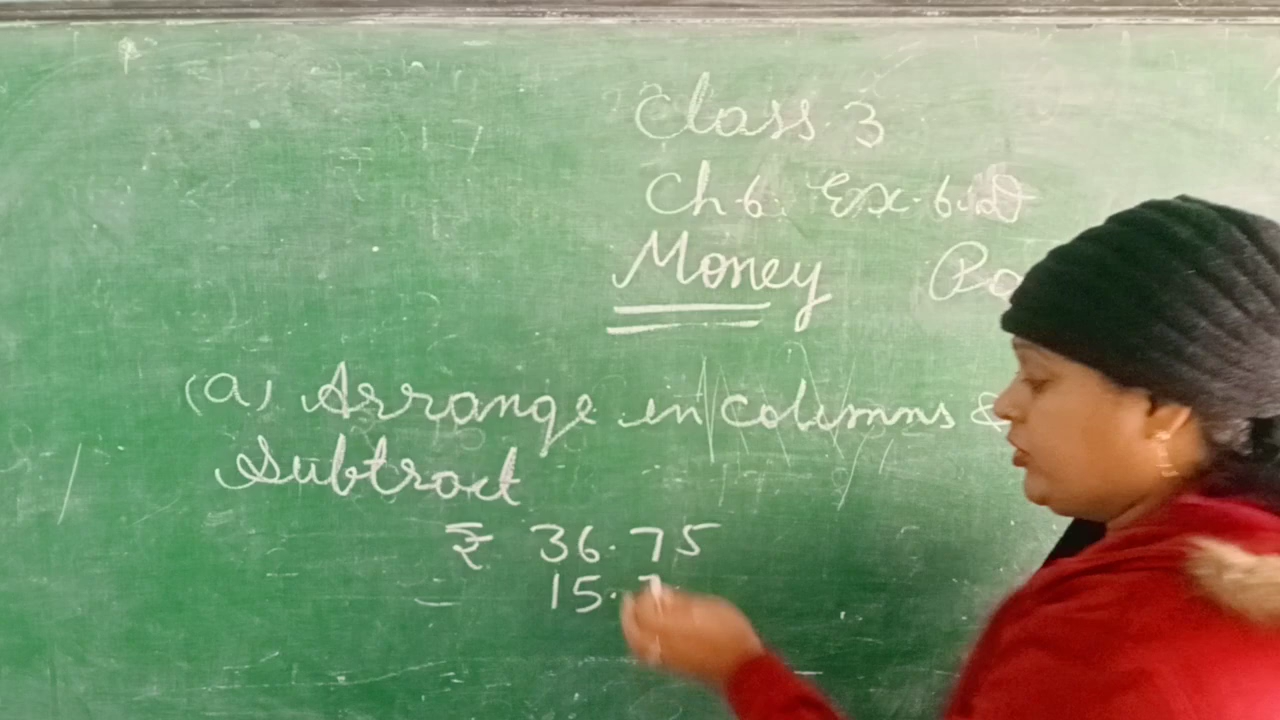 Class 3
Ch.6. Ex.6.
Money
(a) Arrange in columns &
Subtract
₹ 36.75
15.